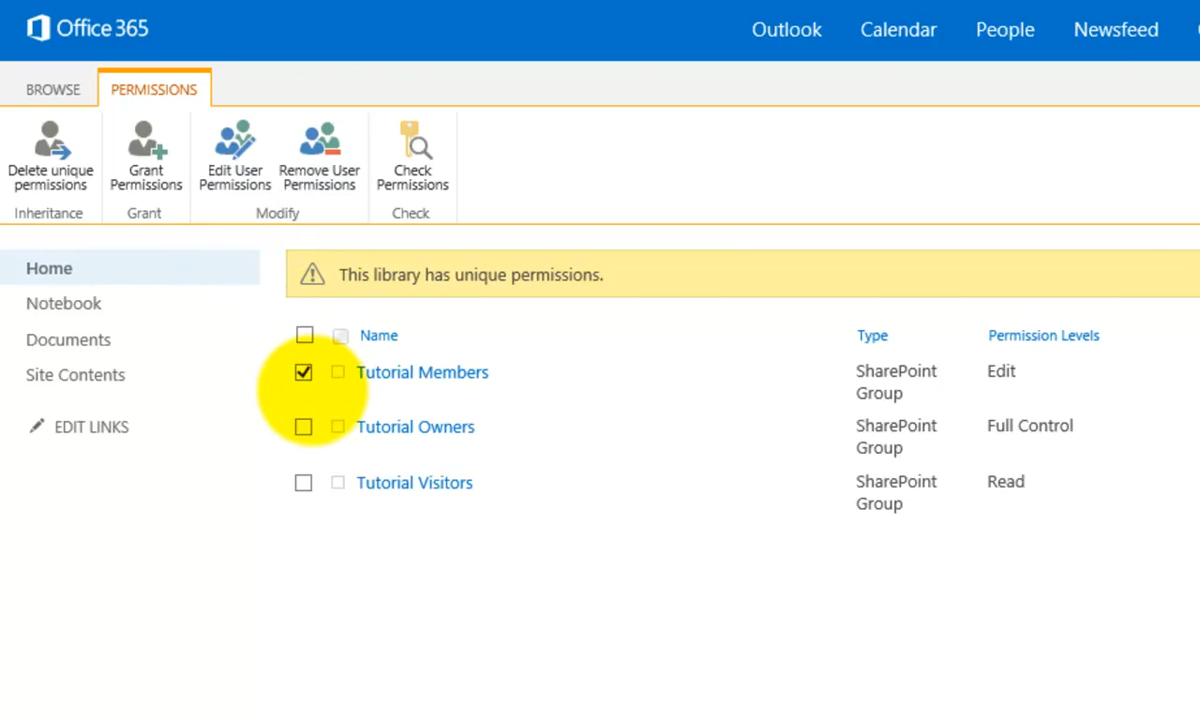 Office 365
Outlook Calendar People Newsfeed
BROWSE PERMISSIONS
Delete unique permissions
Grant Permissions
Edit User Permissions
Remove User Permissions
Check Permissions
Inheritance Grant Modify Check
Home
Notebook
Documents
Site Contents
EDIT LINKS
This library has unique permissions.
Name Type Permission Levels
Tutorial Members SharePoint Group Edit
Tutorial Owners SharePoint Group Full Control
Tutorial Visitors SharePoint Group Read